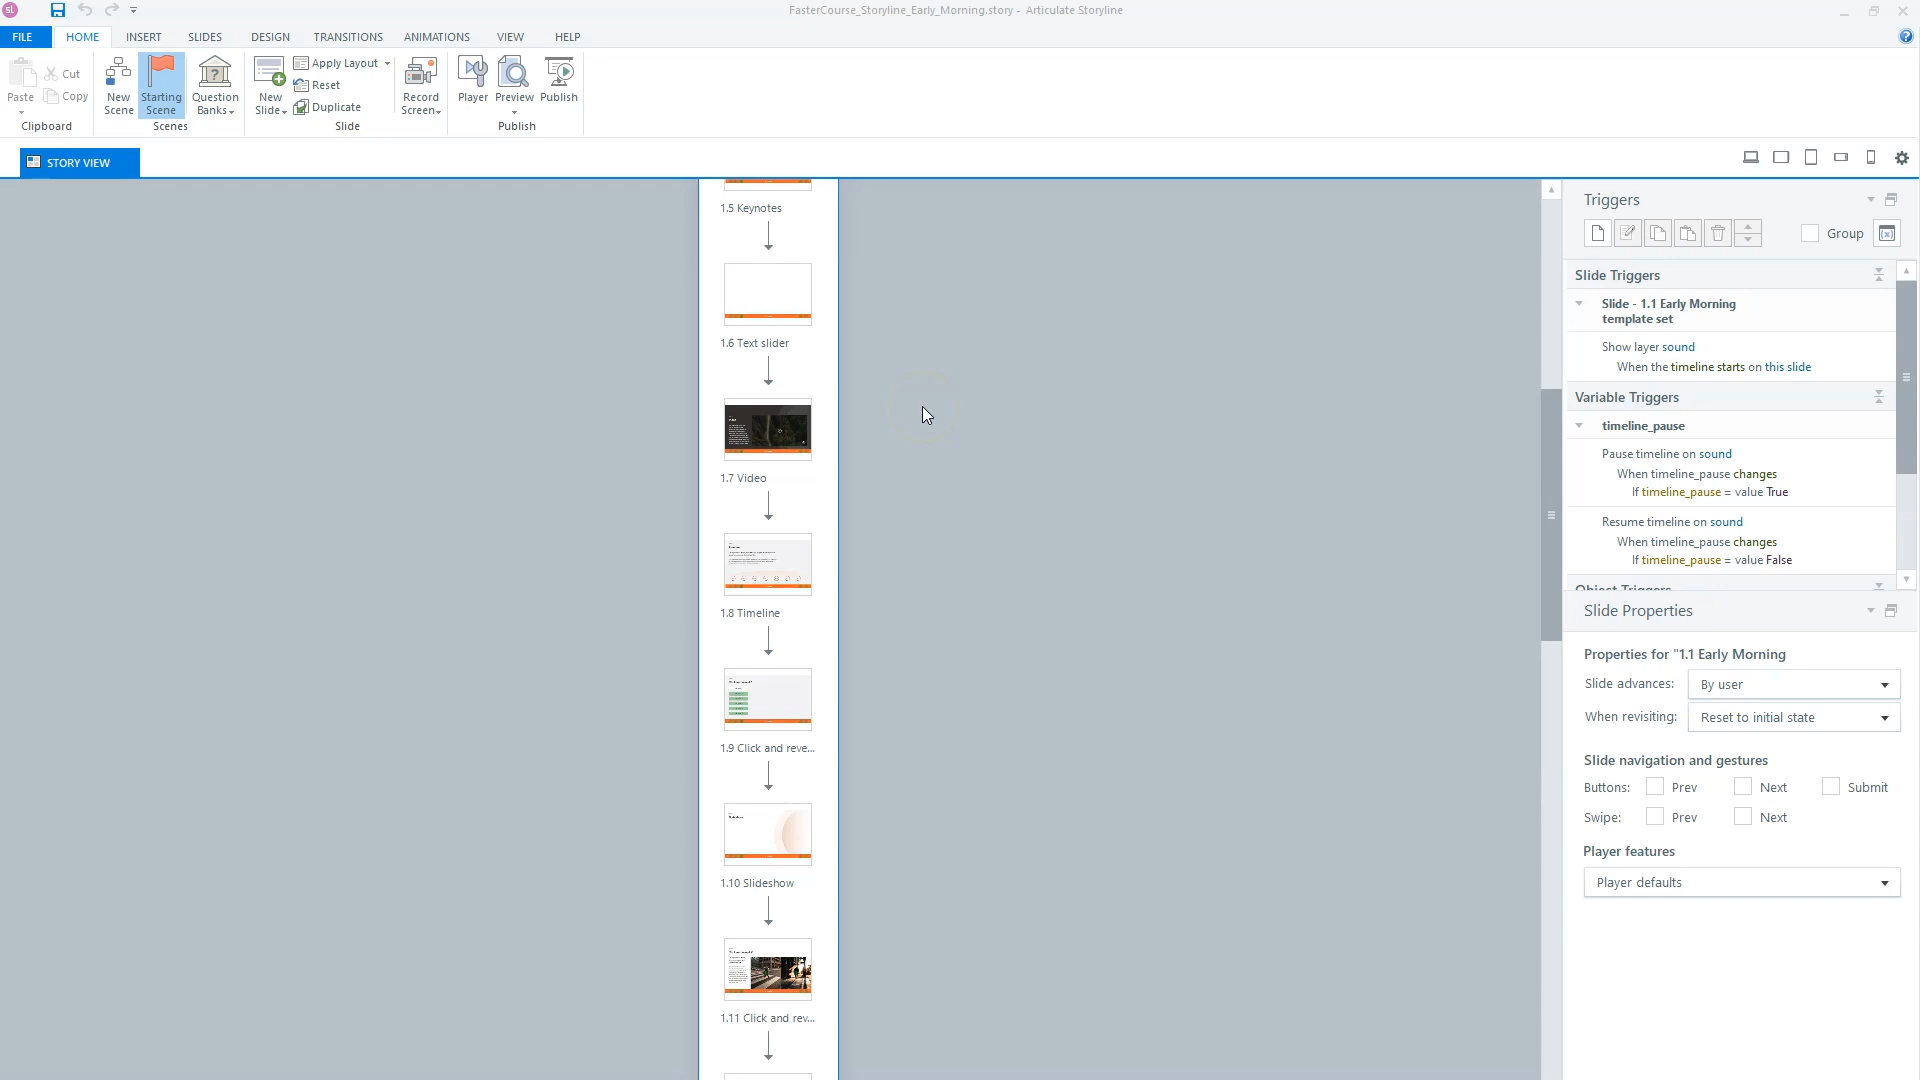 sL
FasterCourse_Storyline_Early_Morning.story - Articulate Storyline
FILE
HOME
INSERT
SLIDES
DESIGN
TRANSITIONS
ANIMATIONS
VIEW
HELP
Paste
Cut
Copy
Clipboard
New
Scene
Starting
Scene
Question
Banks
Scenes
New
Slide
Apply Layout
Reset
Duplicate
Slide
Record
Screen
Player
Preview
Publish
Publish
STORY VIEW
1.5 Keynotes
1.6 Text slider
1.7 Video
1.8 Timeline
1.9 Click and reve...
1.10 Slideshow
1.11 Click and rev...
Triggers
Group
Slide Triggers
Slide - 1.1 Early Morning
template set
Show layer sound
When the timeline starts on this slide
Variable Triggers
timeline_pause
Pause timeline on sound
When timeline_pause changes
If timeline_pause = value True
Resume timeline on sound
When timeline_pause changes
If timeline_pause = value False
Object Triggers
Slide Properties
Properties for "1.1 Early Morning
Slide advances:
By user
When revisiting:
Reset to initial state
Slide navigation and gestures
Buttons:
Prev
Next
Submit
Swipe:
Prev
Next
Player features
Player defaults